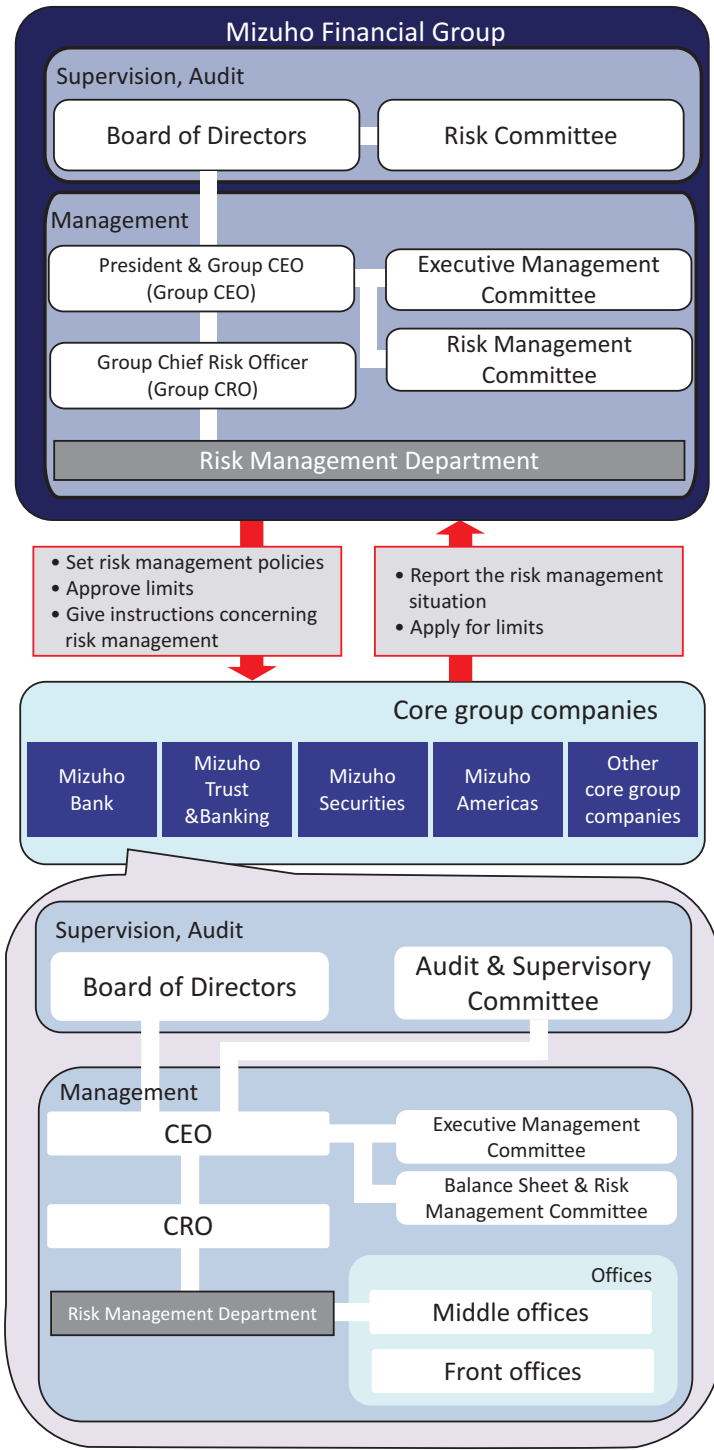 Mizuho Financial Group
Supervision, Audit
Board of Directors
Risk Committee
Management
President & Group CEO
(Group CEO)
Executive Management
Committee
Group Chief Risk Officer
(Group CRO)
Risk Management
Committee
Risk Management Department
• Set risk management policies
• Approve limits
• Give instructions concerning
risk management
• Report the risk management
situation
• Apply for limits
Core group companies
Mizuho
Bank
Mizuho
Trust
&Banking
Mizuho
Securities
Mizuho
Americas
Other
core group
companies
Supervision, Audit
Board of Directors
Audit & Supervisory
Committee
Management
CEO
Executive Management
Committee
Balance Sheet & Risk
Management Committee
CRO
Risk Management Department
Offices
Middle offices
Front offices